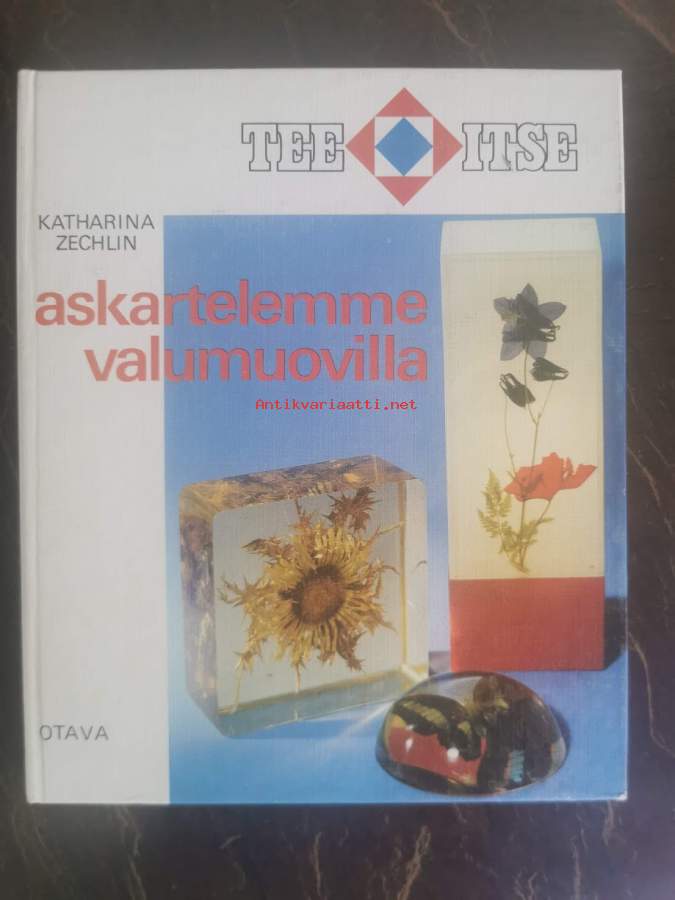 TEE ITSE
KATHARINA
ZECHLIN
askartelemme
valumuovilla
Antikvariaatti.net
OTAVA